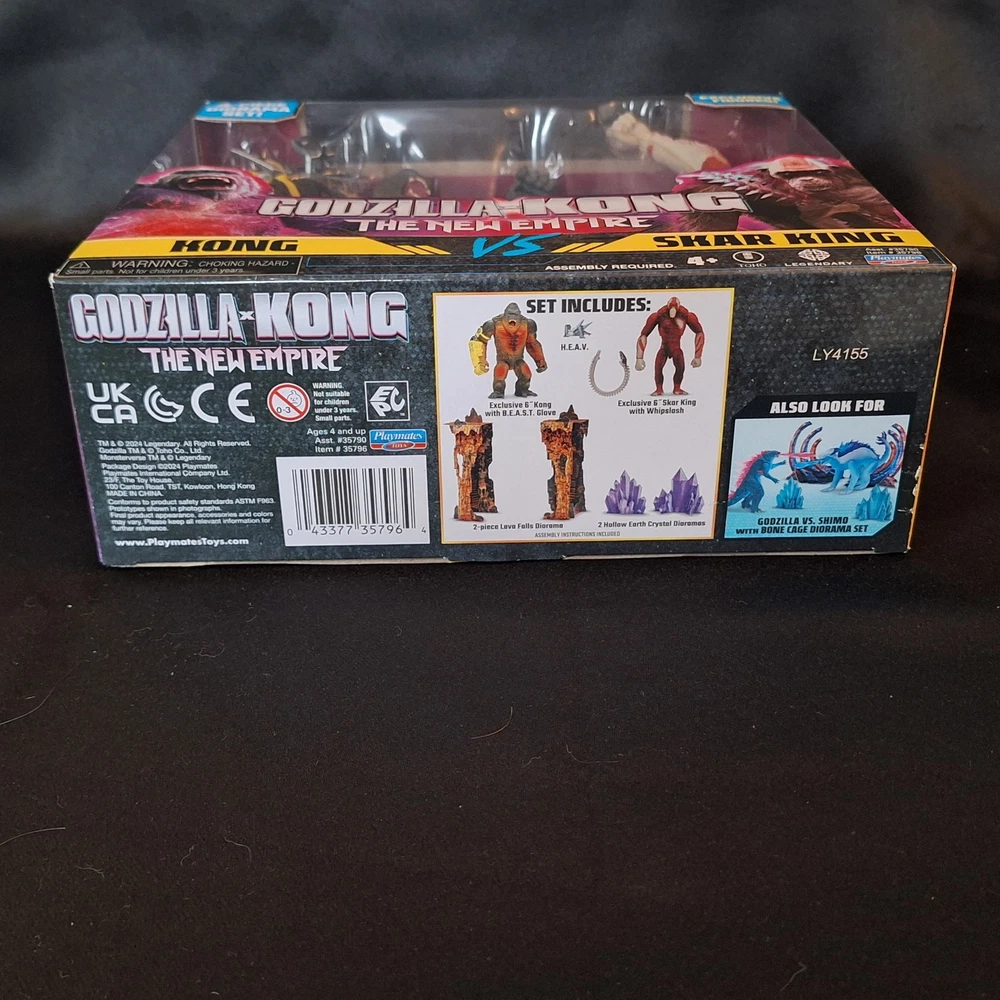 GODZILLA x KONG
THE NEW EMPIRE
KONG
VS
SKAR KING
WARNING: CHOKING HAZARD -
Small parts. Not for children under 3 years.
ASSEMBLY REQUIRED.
4+
TOHO
LEGENDARY
Item # 35796
Playmates
GODZILLA x KONG
THE NEW EMPIRE
UK
CA
CE
0-3
WARNING.
Not suitable
for children
under 3 years.
Small parts.
EPC
Ages 4 and up
Asst. #35790
Item # 35796
Playmates
TOYS
TM & © 2024 Legendary. All Rights Reserved.
Godzilla TM & © Toho Co., Ltd.
Monsterverse TM & © Legendary
Package Design ©2024 Playmates
Playmates International Company Ltd.
23/F, The Toy House,
100 Canton Road, TST, Kowloon, Hong Kong
MADE IN CHINA.
Conforms to product safety standards ASTM F963.
Prototypes shown in photographs.
Final product appearance, accessories and colors
may vary. Please keep all relevant information for
further reference.
www.PlaymatesToys.com
0 43377 35796 4
SET INCLUDES:
H.E.A.V.
Exclusive 6" Kong
with B.E.A.S.T. Glove
Exclusive 6" Skar King
with Whipslash
2-piece Lava Falls Diorama
2 Hollow Earth Crystal Dioramas
ASSEMBLY INSTRUCTIONS INCLUDED
LY4155
ALSO LOOK FOR
GODZILLA VS. SHIMO
WITH BONE CAGE DIORAMA SET